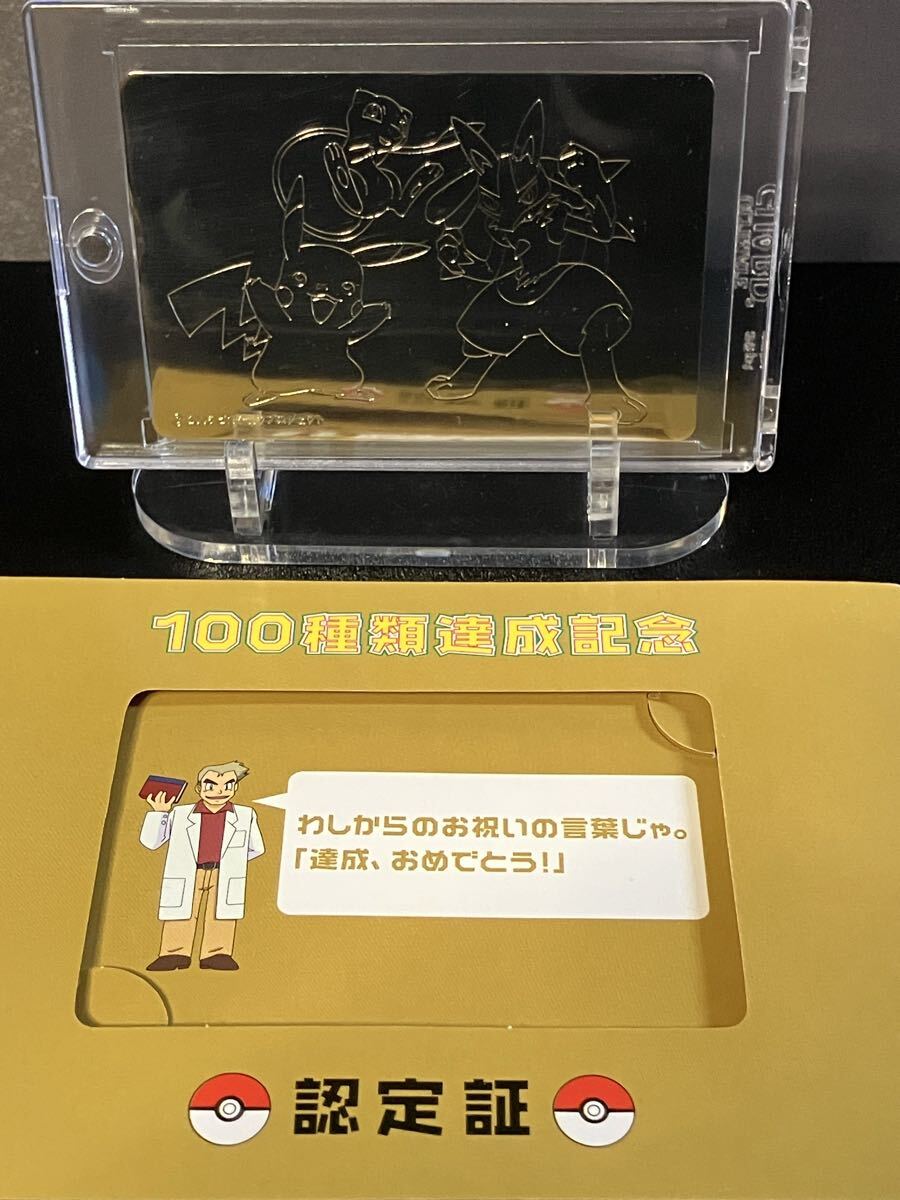 100種類達成記念
わしからのお祝いの言葉じゃ。
「達成、おめでとう!」
認定証